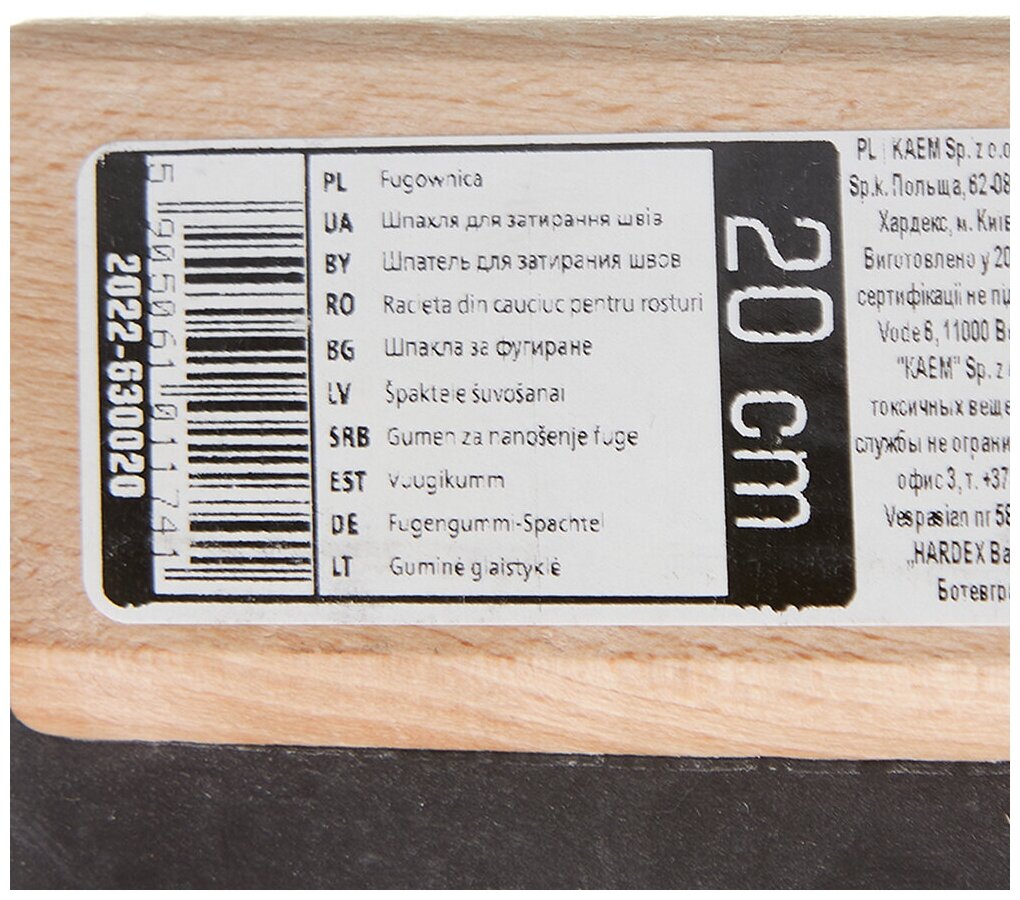 2022-630020
5 905061 011741
PL Fugownica
UA Шпахля для затирання швів
BY Шпатель для затирания швов
RO Racleta din cauciuc pentru rosturi
BG Шпакла за фугиране
LV Špaktele šuvošanai
SRB Gumen za nanošenje fuge
EST Vuugikumm
DE Fugengummi-Spachtel
LT Guminė glaistyklė
20 cm
PL | KAEM Sp. z o.o
Sp.k. Польща, 62-08
Хардекс, м. Київ
Виготовлено у 20
сертифікації не під
Vode 6, 11000 Be
"KAEM" Sp. z
токсичных веще
службы не ограни
офис 3, т. +37
Vespasian nr 58
„HARDEX Ba
Ботевгра